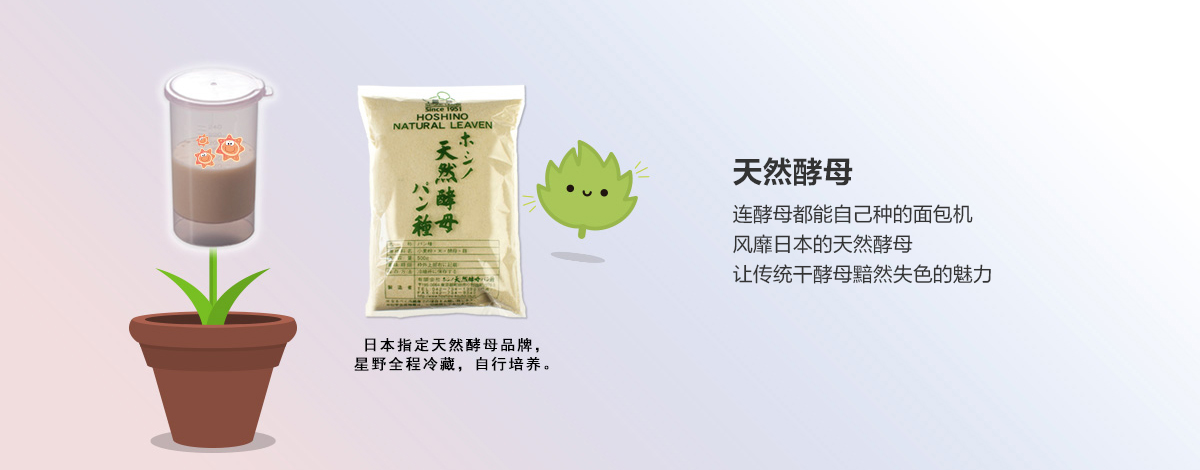 Since 1951
HOSHINO
NATURAL LEAVEN
ホシノ
天然酵母
パン種
日本指定天然酵母品牌，
星野全程冷藏，自行培养。
天然酵母
连酵母都能自己种的面包机
风靡日本的天然酵母
让传统干酵母黯然失色的魅力